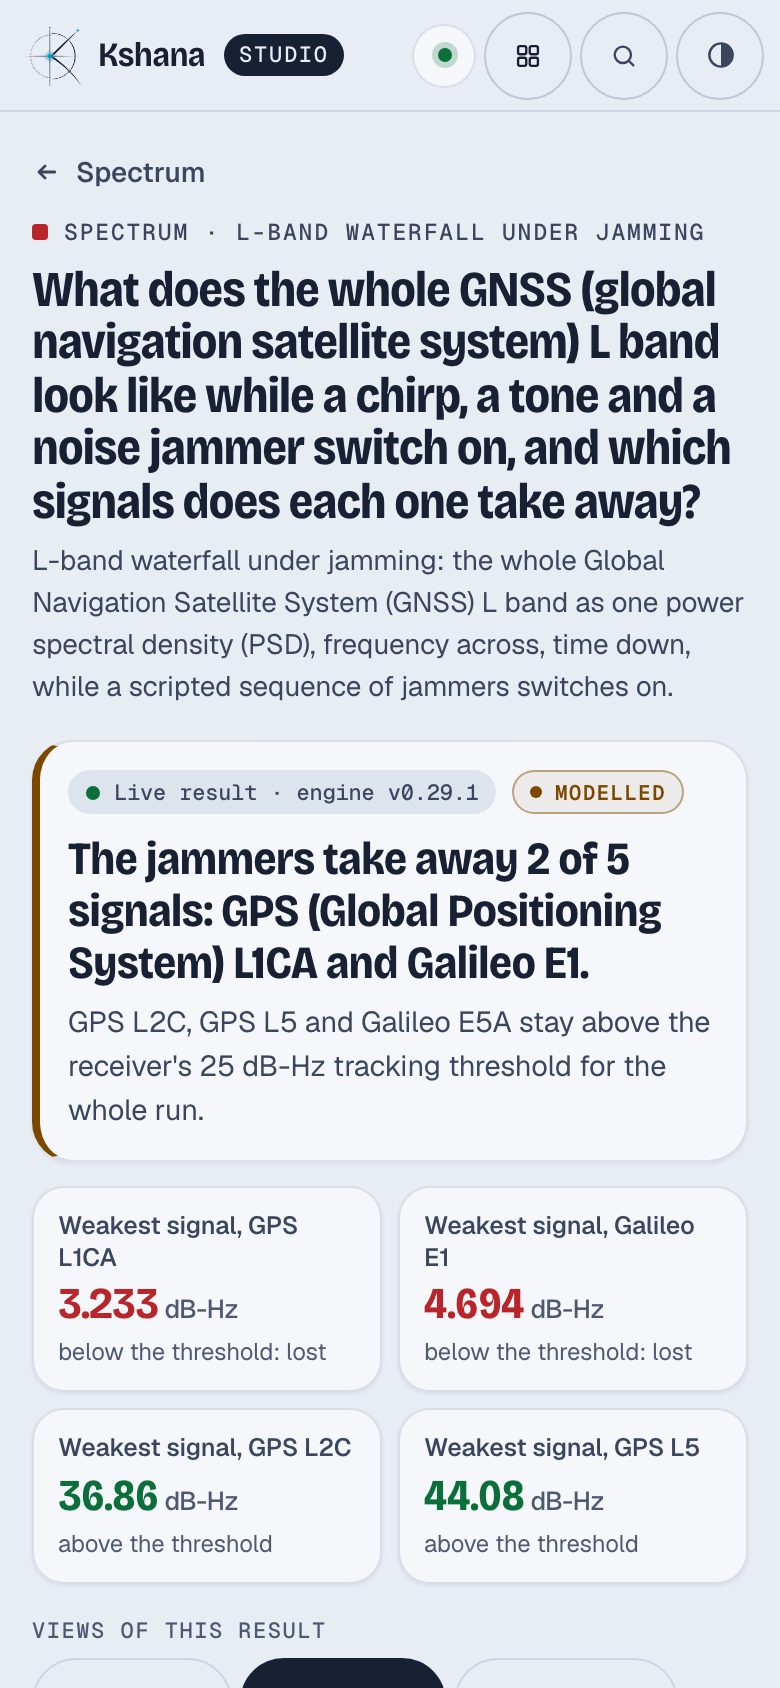 Kshana STUDIO
← Spectrum
SPECTRUM · L-BAND WATERFALL UNDER JAMMING
What does the whole GNSS (global
navigation satellite system) L band
look like while a chirp, a tone and a
noise jammer switch on, and which
signals does each one take away?
L-band waterfall under jamming: the whole Global
Navigation Satellite System (GNSS) L band as one power
spectral density (PSD), frequency across, time down,
while a scripted sequence of jammers switches on.
Live result · engine v0.29.1 MODELLED
The jammers take away 2 of 5
signals: GPS (Global Positioning
System) L1CA and Galileo E1.
GPS L2C, GPS L5 and Galileo E5A stay above the
receiver's 25 dB-Hz tracking threshold for the
whole run.
Weakest signal, GPS
L1CA
3.233 dB-Hz
below the threshold: lost
Weakest signal, Galileo
E1
4.694 dB-Hz
below the threshold: lost
Weakest signal, GPS L2C
36.86 dB-Hz
above the threshold
Weakest signal, GPS L5
44.08 dB-Hz
above the threshold
VIEWS OF THIS RESULT